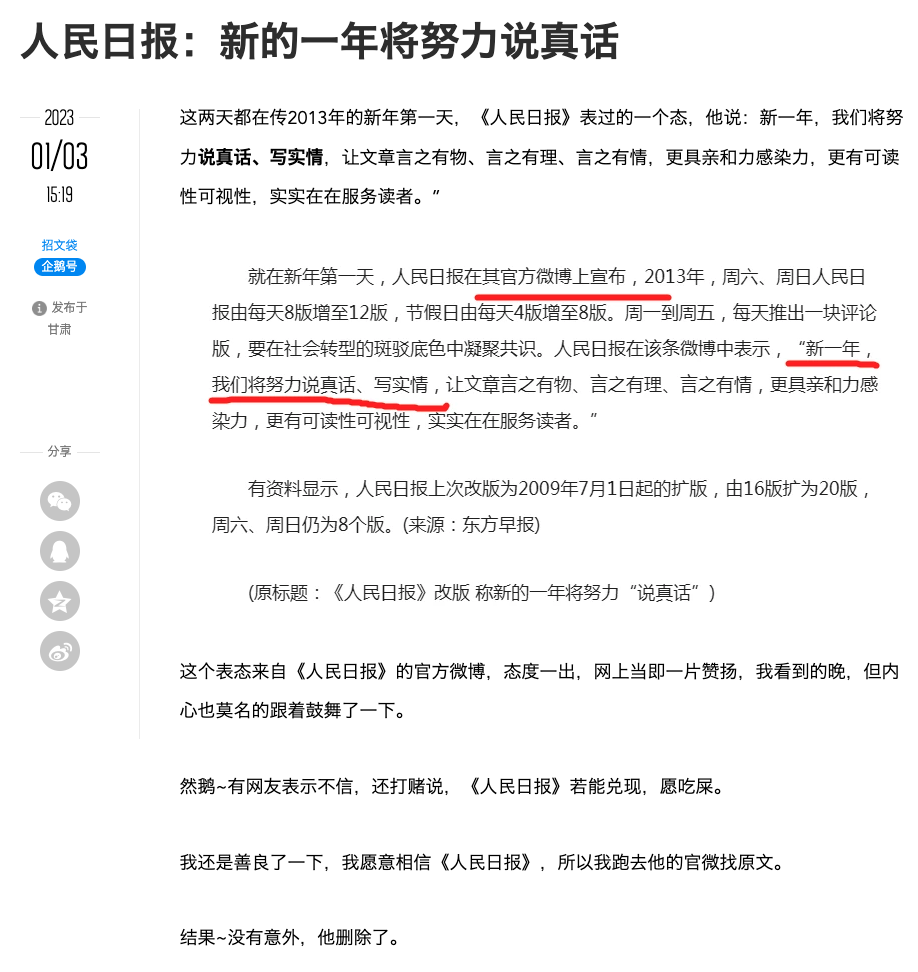 人民日报：新的一年将努力说真话
2023
01/03
15:19
招文袋
企鹅号
发布于
甘肃
分享
这两天都在传2013年的新年第一天，《人民日报》表过的一个态，他说：新一年，我们将努
力说真话、写实情，让文章言之有物、言之有理、言之有情，更具亲和力感染力，更有可读
性可视性，实实在在服务读者。”
就在新年第一天，人民日报在其官方微博上宣布，2013年，周六、周日人民日
报由每天8版增至12版，节假日由每天4版增至8版。周一到周五，每天推出一块评论
版，要在社会转型的斑驳底色中凝聚共识。人民日报在该条微博中表示，“新一年，
我们将努力说真话、写实情，让文章言之有物、言之有理、言之有情，更具亲和力感
染力，更有可读性可视性，实实在在服务读者。”
有资料显示，人民日报上次改版为2009年7月1日起的扩版，由16版扩为20版，
周六、周日仍为8个版。(来源：东方早报)
(原标题：《人民日报》改版 称新的一年将努力“说真话”)
这个表态来自《人民日报》的官方微博，态度一出，网上当即一片赞扬，我看到的晚，但内
心也莫名的跟着鼓舞了一下。
然鹅~有网友表示不信，还打赌说，《人民日报》若能兑现，愿吃屎。
我还是善良了一下，我愿意相信《人民日报》，所以我跑去他的官微找原文。
结果~没有意外，他删除了。